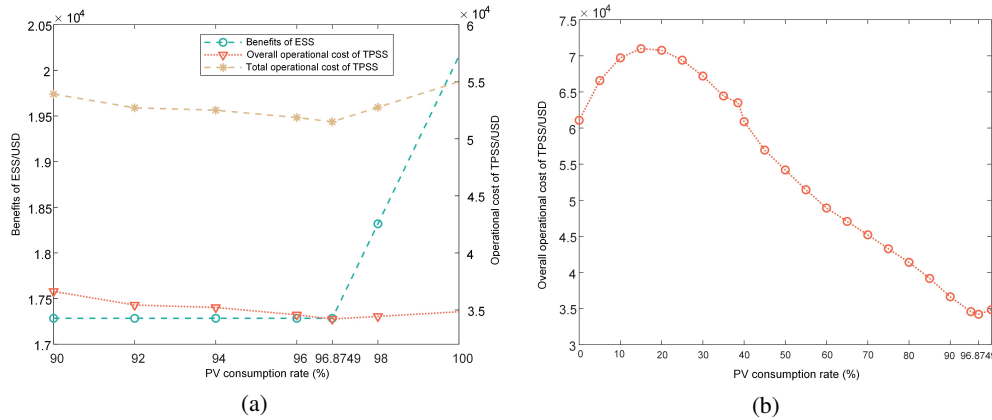 × 10⁴
× 10⁴
Benefits of ESS
Overall operational cost of TPSS
Total operational cost of TPSS
2.05
2
1.95
1.9
1.85
1.8
1.75
1.7
Benefits of ESS/USD
6
5.5
5
4.5
4
3.5
Operational cost of TPSS/USD
90 92 94 96 96.8749 98 100
PV consumption rate (%)
(a)
× 10⁴
7.5
7
6.5
6
5.5
5
4.5
4
3.5
3
Overall operational cost of TPSS/USD
0 10 20 30 40 50 60 70 80 90 96.8749
PV consumption rate (%)
(b)